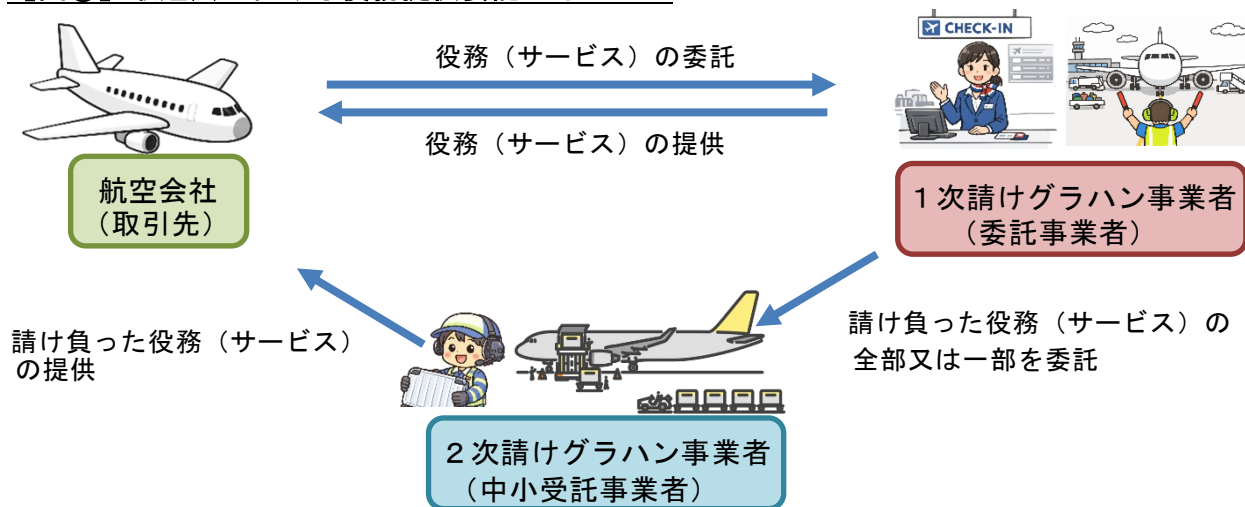 CHECK-IN
役務（サービス）の委託
役務（サービス）の提供
航空会社
（取引先）
１次請けグラハン事業者
（委託事業者）
請け負った役務（サービス）
の提供
請け負った役務（サービス）の
全部又は一部を委託
２次請けグラハン事業者
（中小受託事業者）